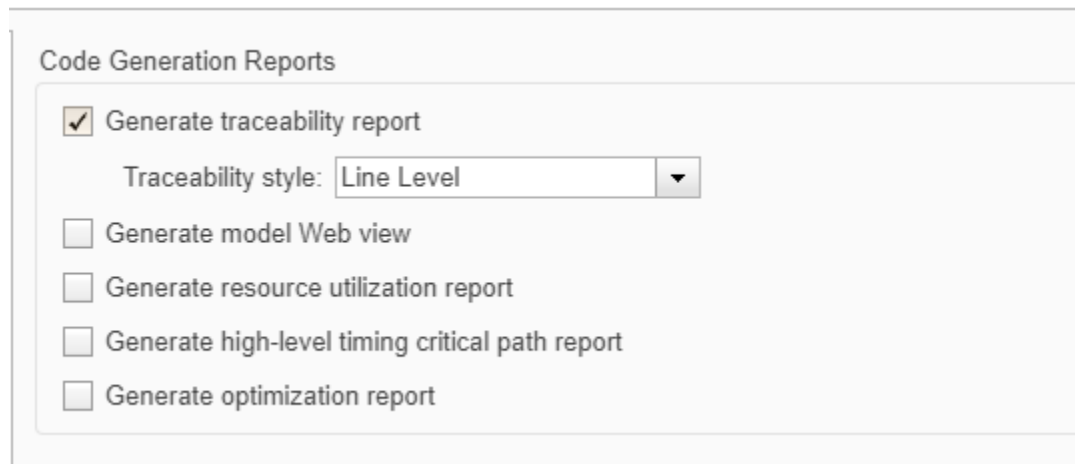 Code Generation Reports
Generate traceability report
Traceability style: Line Level
Generate model Web view
Generate resource utilization report
Generate high-level timing critical path report
Generate optimization report